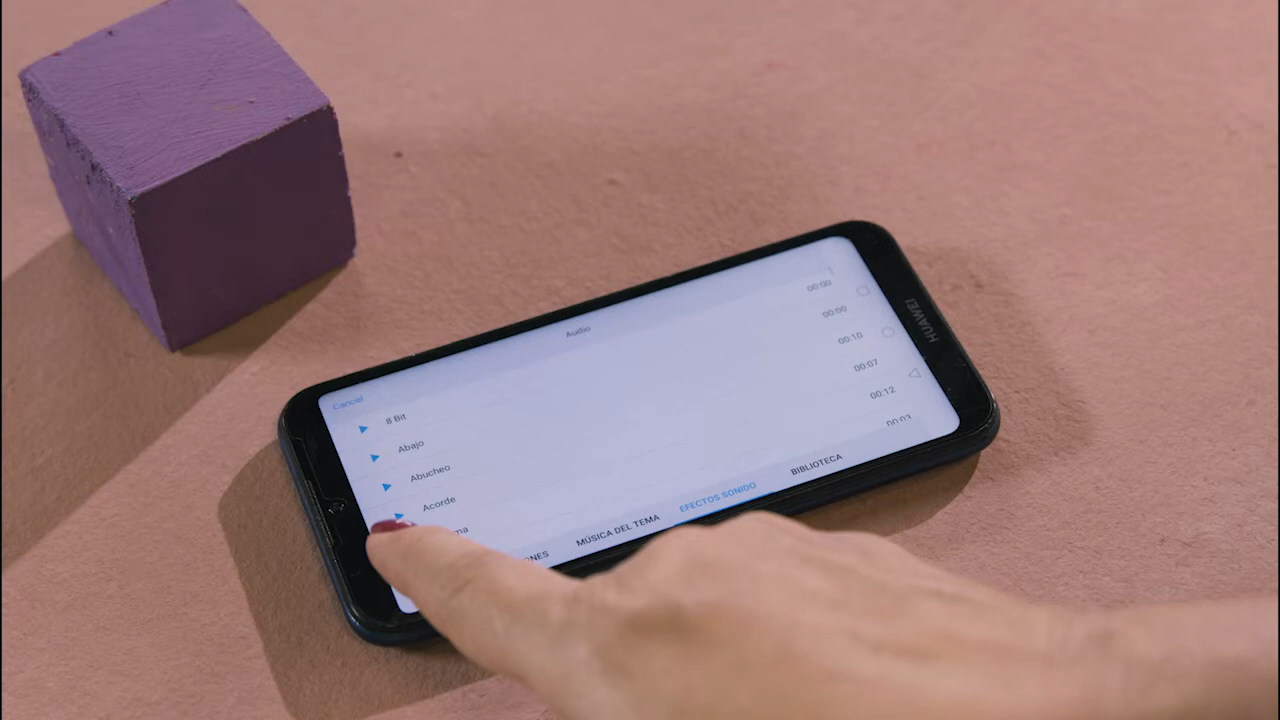 Audio
Cancel
00:00
8 Bit 00:00
Abajo 00:10
Abucheo 00:07
Acorde 00:12
00:03
MÚSICA DEL TEMA EFECTOS SONIDO BIBLIOTECA
HUAWEI